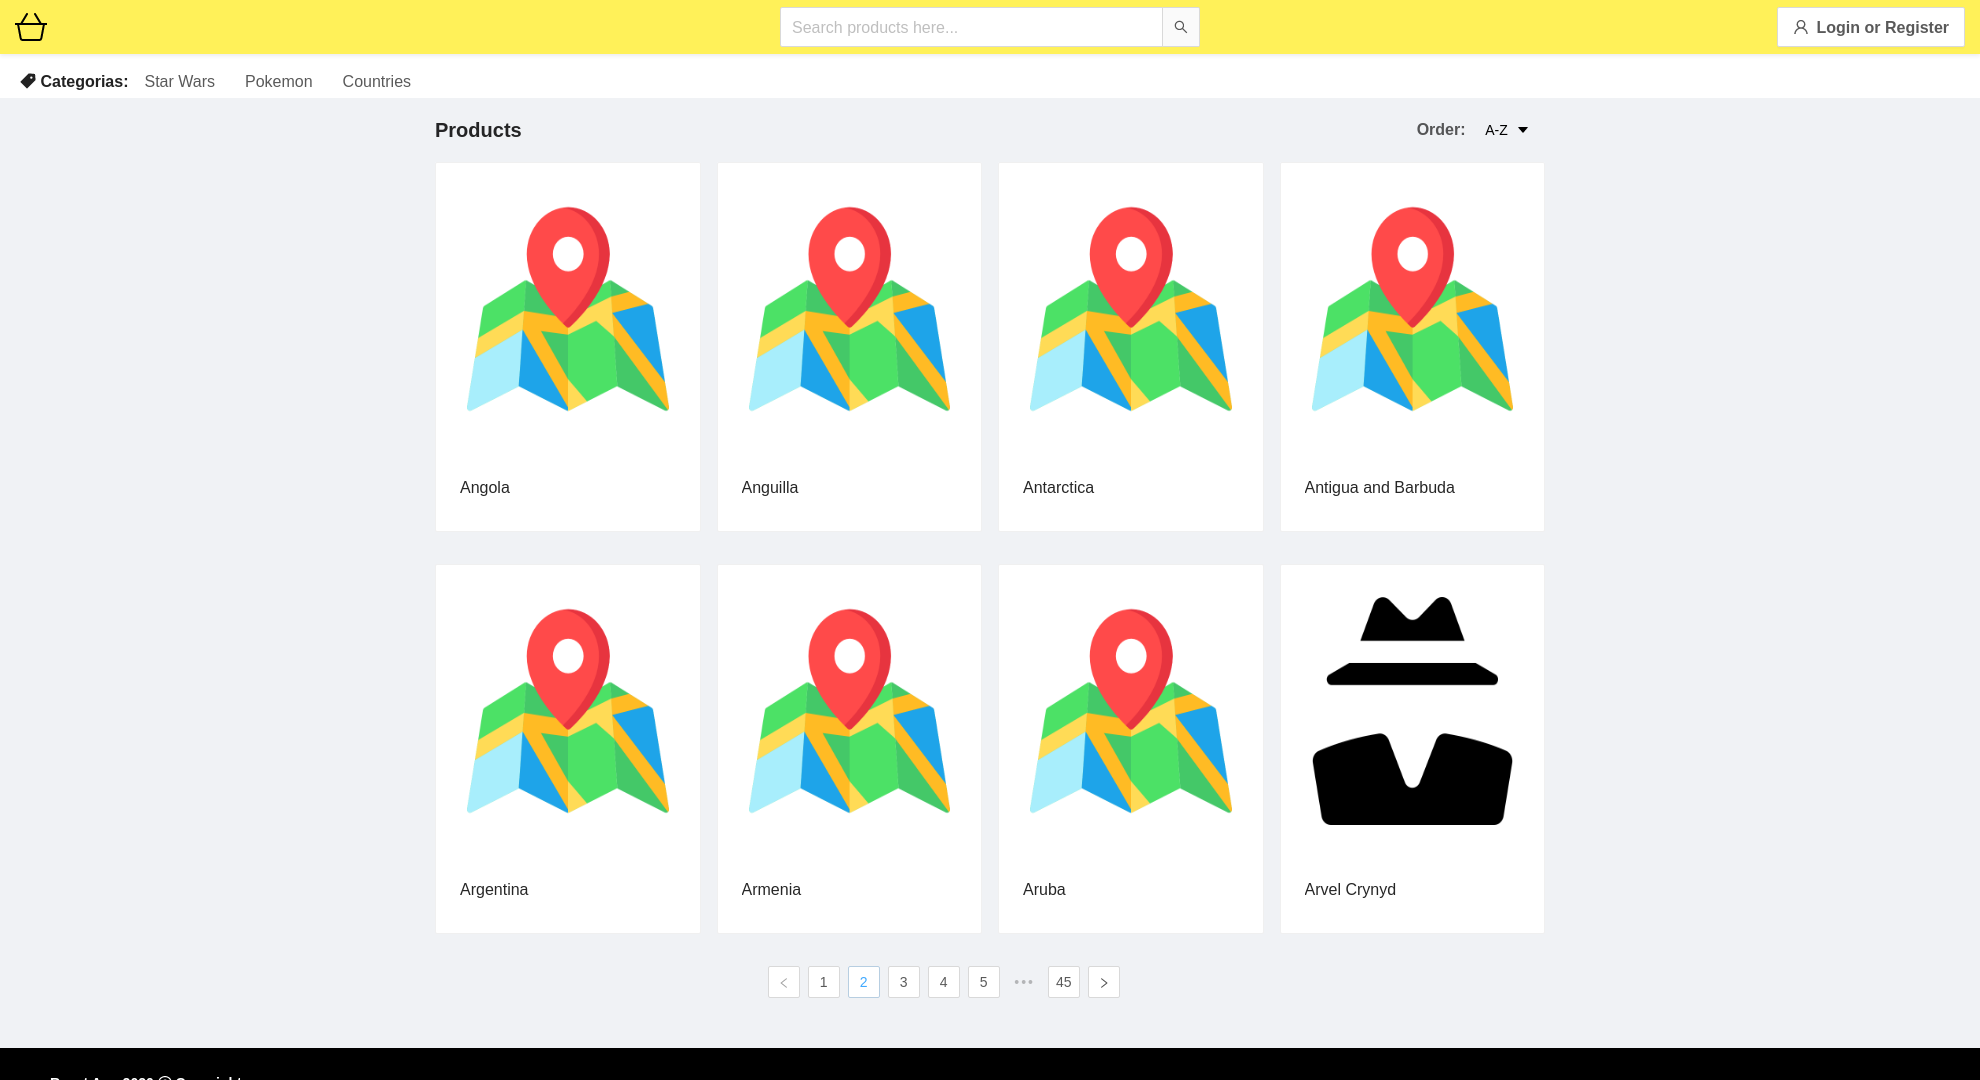 Search products here...
Login or Register
Categorias: Star Wars Pokemon Countries
Products
Order: A-Z
Angola
Anguilla
Antarctica
Antigua and Barbuda
Argentina
Armenia
Aruba
Arvel Crynyd
1 2 3 4 5 ••• 45